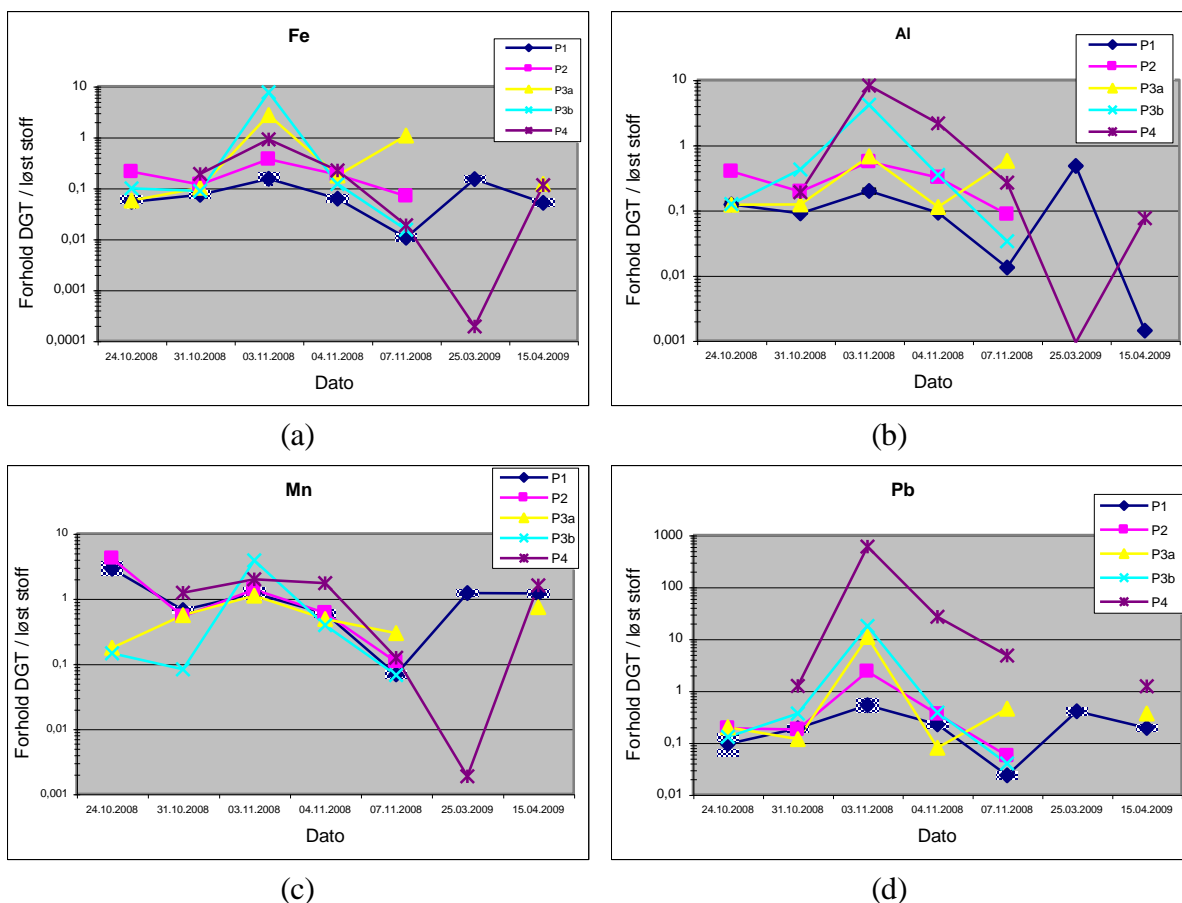 Fe
P1
P2
P3a
P3b
P4
10
1
0,1
0,01
0,001
0,0001
Forhold DGT / løst stoff
24.10.2008 31.10.2008 03.11.2008 04.11.2008 07.11.2008 25.03.2009 15.04.2009
Dato
(a)
Al
P1
P2
P3a
P3b
P4
10
1
0,1
0,01
0,001
Forhold DGT / løst stoff
24.10.2008 31.10.2008 03.11.2008 04.11.2008 07.11.2008 25.03.2009 15.04.2009
Dato
(b)
Mn
P1
P2
P3a
P3b
P4
10
1
0,1
0,01
0,001
Forhold DGT / løst stoff
24.10.2008 31.10.2008 03.11.2008 04.11.2008 07.11.2008 25.03.2009 15.04.2009
Dato
(c)
Pb
P1
P2
P3a
P3b
P4
1000
100
10
1
0,1
0,01
Forhold DGT / løst stoff
24.10.2008 31.10.2008 03.11.2008 04.11.2008 07.11.2008 25.03.2009 15.04.2009
Dato
(d)